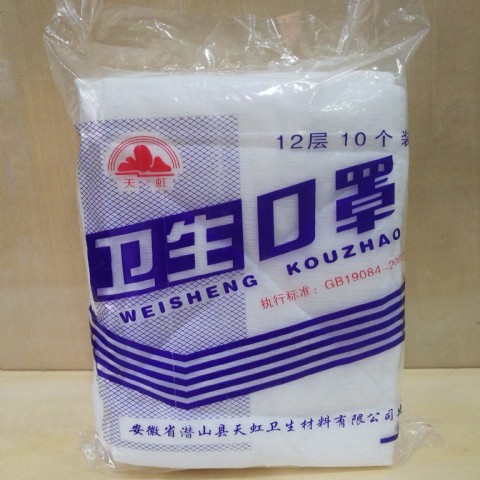 12层 10个装
天虹
卫生口罩
WEISHENG KOUZHAO
执行标准：GB19084-200
安徽省潜山县天虹卫生材料有限公司